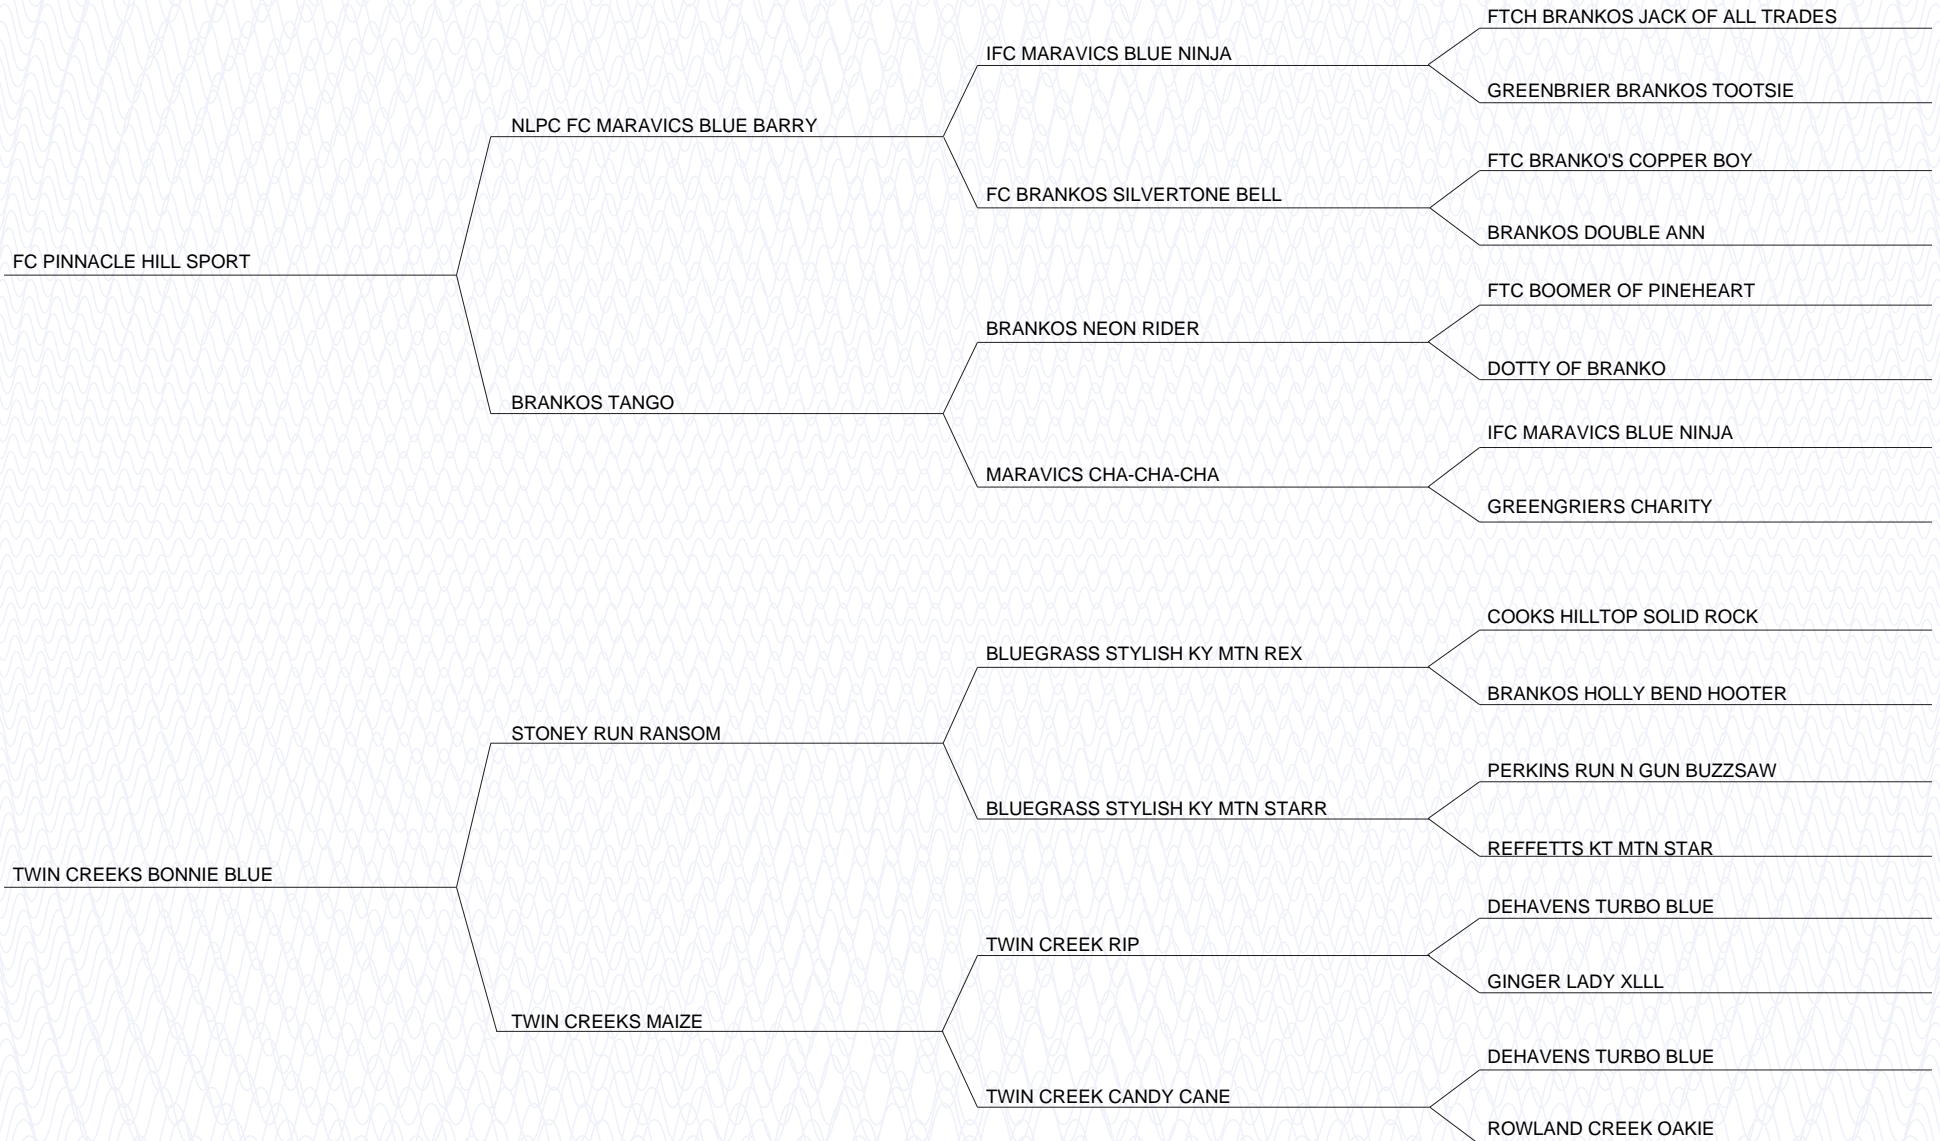 FTCH BRANKOS JACK OF ALL TRADES
IFC MARAVICS BLUE NINJA
GREENBRIER BRANKOS TOOTSIE
NLPC FC MARAVICS BLUE BARRY
FTC BRANKO'S COPPER BOY
FC BRANKOS SILVERTONE BELL
BRANKOS DOUBLE ANN
FC PINNACLE HILL SPORT
FTC BOOMER OF PINEHEART
BRANKOS NEON RIDER
DOTTY OF BRANKO
BRANKOS TANGO
IFC MARAVICS BLUE NINJA
MARAVICS CHA-CHA-CHA
GREENGRIERS CHARITY
COOKS HILLTOP SOLID ROCK
BLUEGRASS STYLISH KY MTN REX
BRANKOS HOLLY BEND HOOTER
STONEY RUN RANSOM
PERKINS RUN N GUN BUZZSAW
BLUEGRASS STYLISH KY MTN STARR
REFFETTS KT MTN STAR
TWIN CREEKS BONNIE BLUE
DEHAVENS TURBO BLUE
TWIN CREEK RIP
GINGER LADY XLLL
TWIN CREEKS MAIZE
DEHAVENS TURBO BLUE
TWIN CREEK CANDY CANE
ROWLAND CREEK OAKIE